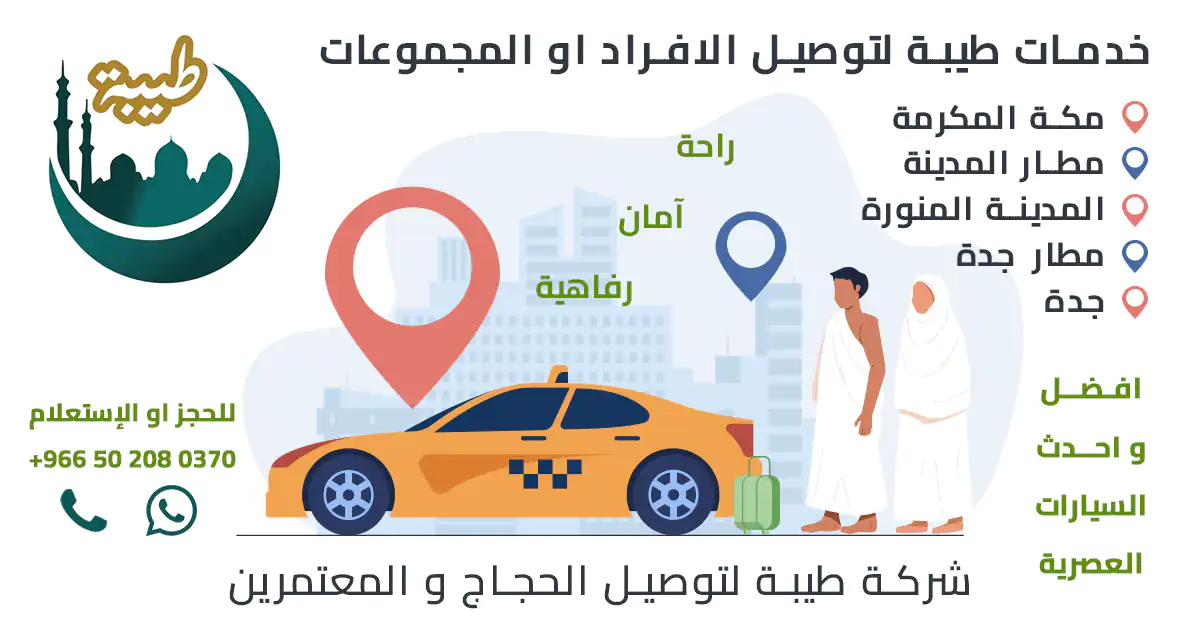 خدمات طيبة لتوصيل الافراد او المجموعات
طيبة
مكة المكرمة
مطار المدينة
المدينة المنورة
مطار جدة
جدة
راحة
آمان
رفاهية
افضل
و احدث
السيارات
العصرية
للحجز او الإستعلام
+966 50 208 0370
شركة طيبة لتوصيل الحجاج و المعتمرين